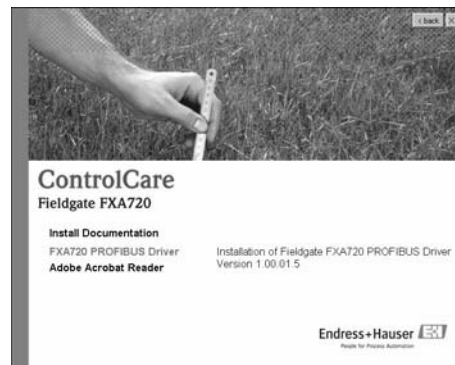 < back X
ControlCare
Fieldgate FXA720
Install Documentation
FXA720 PROFIBUS Driver
Adobe Acrobat Reader
Installation of Fieldgate FXA720 PROFIBUS Driver
Version 1.00.01.5
Endress+Hauser EH
People for Process Automation